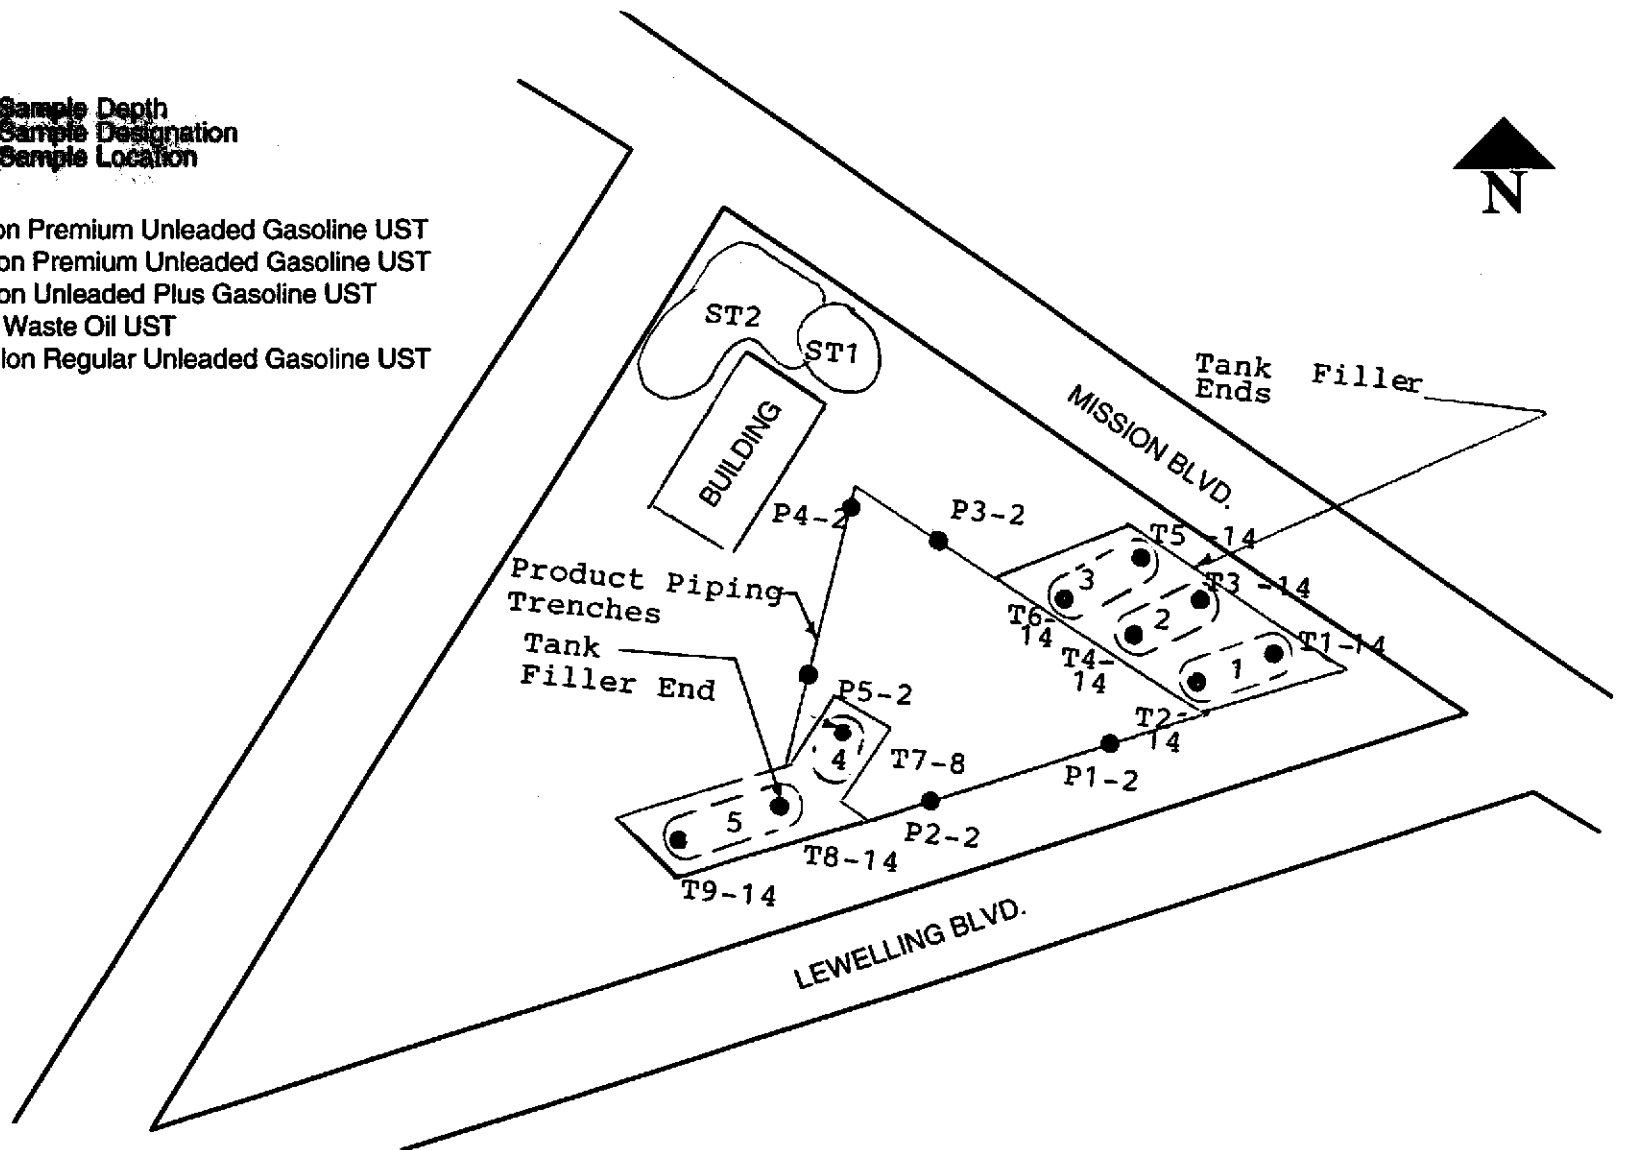 Sample Depth
Sample Designation
Sample Location
on Premium Unleaded Gasoline UST
on Premium Unleaded Gasoline UST
on Unleaded Plus Gasoline UST
Waste Oil UST
lon Regular Unleaded Gasoline UST
N
ST2
ST1
BUILDING
Tank Filler
Ends
MISSION BLVD.
P4-2
P3-2
T5 -14
3
T3 -14
2
T6-
14
T1-14
1
T4-
14
T2-
14
Product Piping
Trenches
Tank
Filler End
P5-2
4
T7-8
P1-2
5
P2-2
T8-14
T9-14
LEWELLING BLVD.